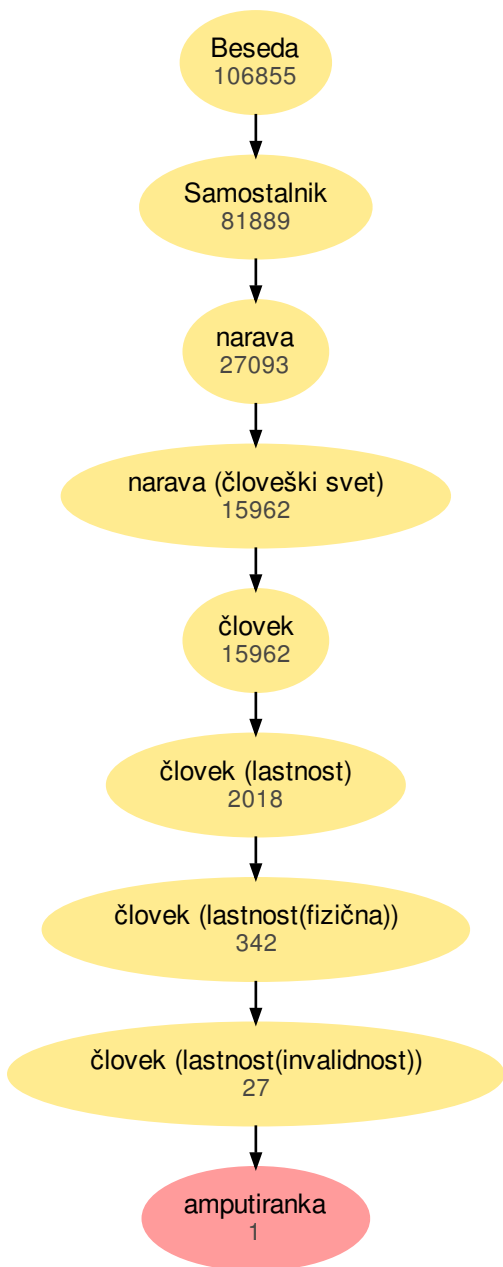 Beseda
106855
Samostalnik
81889
narava
27093
narava (človeški svet)
15962
človek
15962
človek (lastnost)
2018
človek (lastnost(fizična))
342
človek (lastnost(invalidnost))
27
amputiranka
1